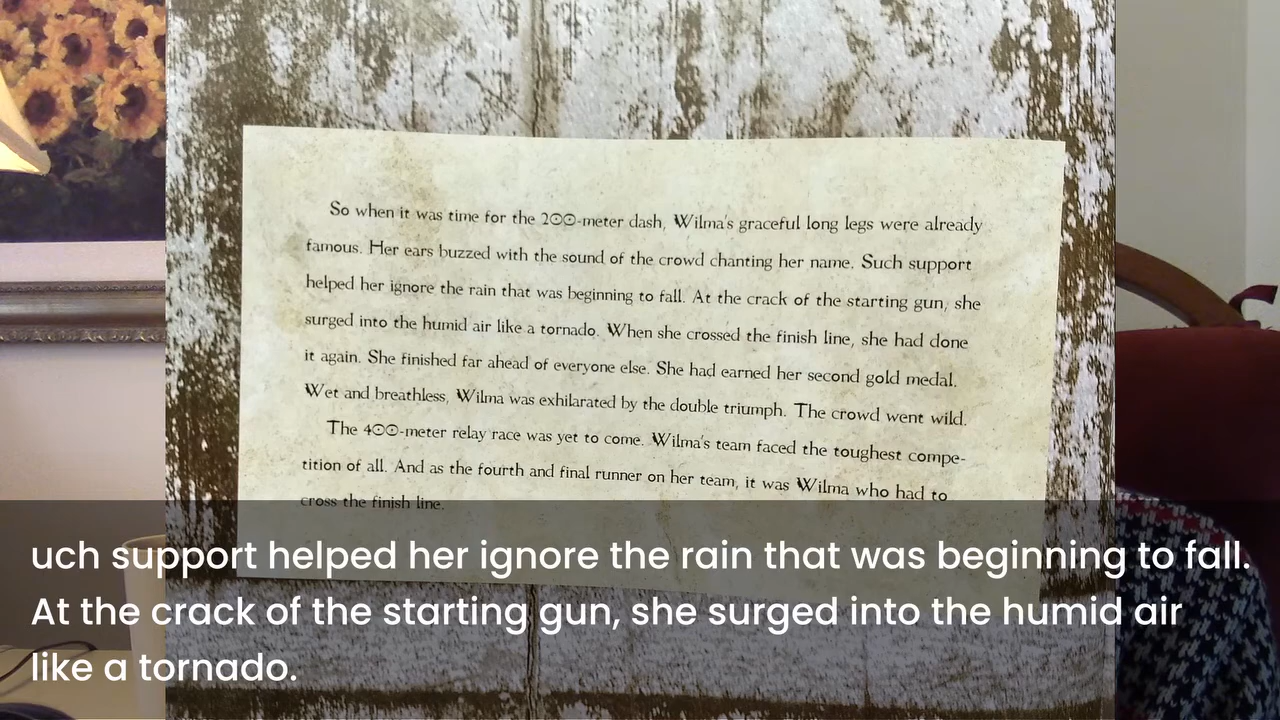 So when it was time for the 200-meter dash, Wilma's graceful long legs were already
famous. Her ears buzzed with the sound of the crowd chanting her name. Such support
helped her ignore the rain that was beginning to fall. At the crack of the starting gun, she
surged into the humid air like a tornado. When she crossed the finish line, she had done
it again. She finished far ahead of everyone else. She had earned her second gold medal.
Wet and breathless, Wilma was exhilarated by the double triumph. The crowd went wild.
The 400-meter relay race was yet to come. Wilma's team faced the toughest compe-
tition of all. And as the fourth and final runner on her team, it was Wilma who had to
cross the finish line.
uch support helped her ignore the rain that was beginning to fall.
At the crack of the starting gun, she surged into the humid air
like a tornado.